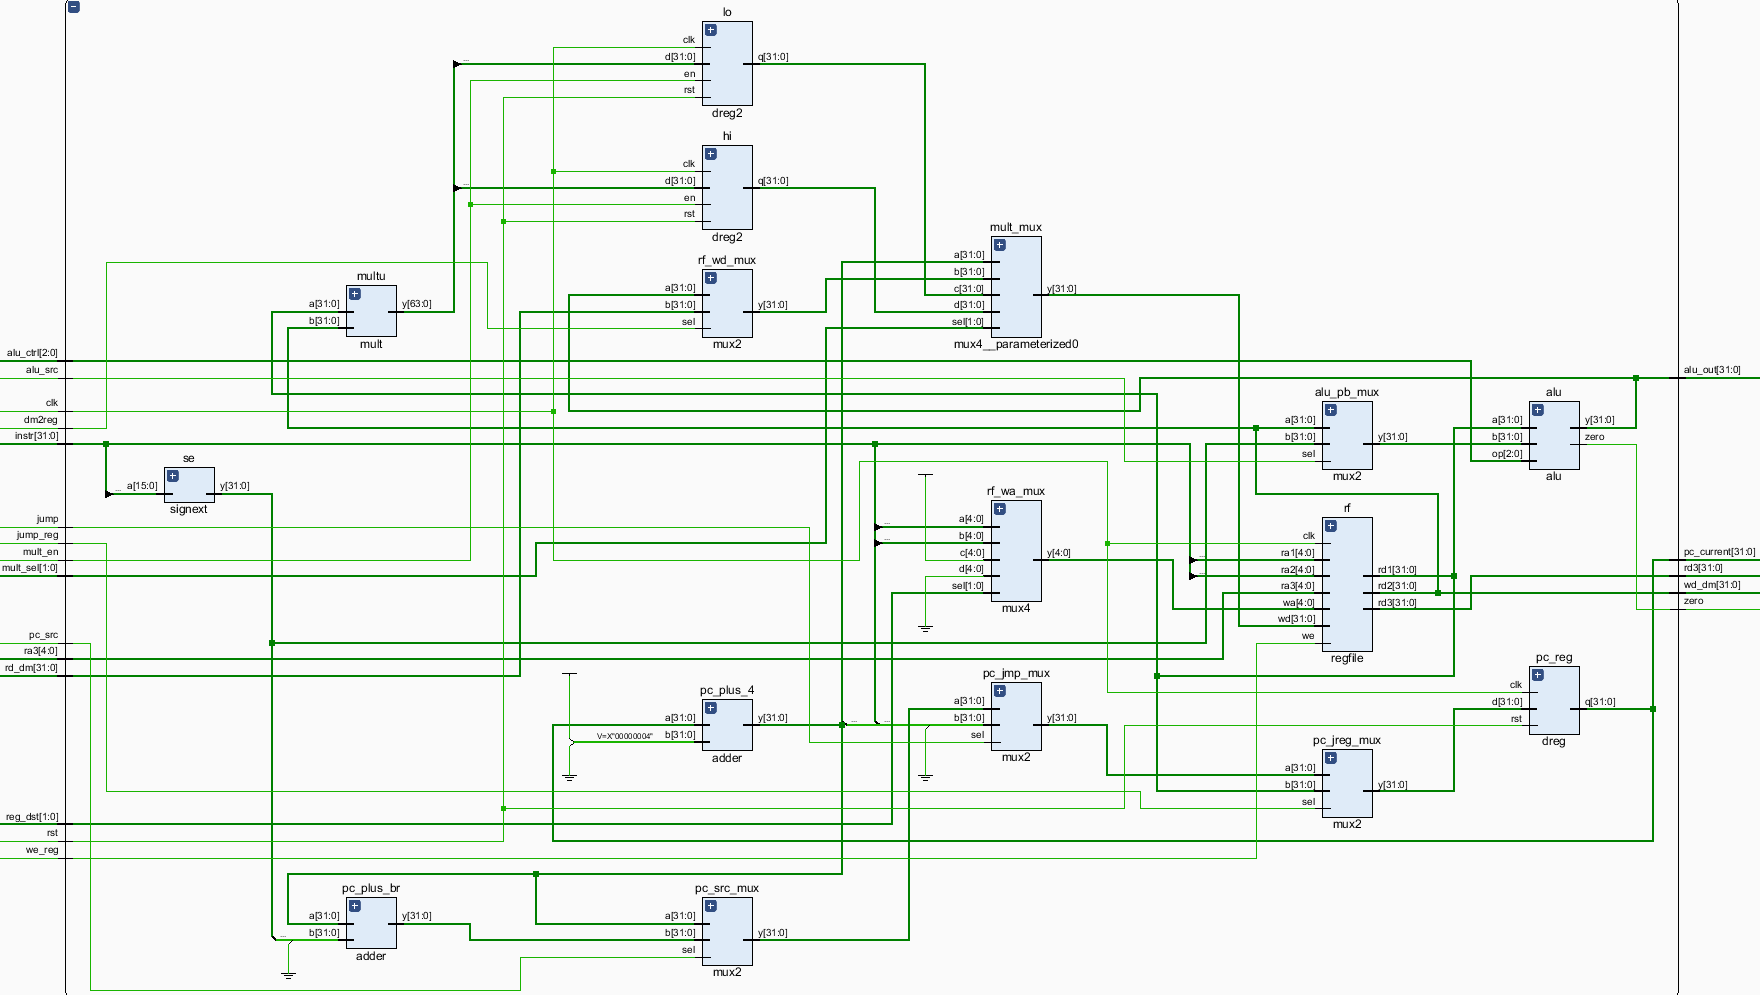 lo
clk
d[31:0]
en
rst
q[31:0]
dreg2
hi
clk
d[31:0]
en
rst
q[31:0]
dreg2
rf_wd_mux
a[31:0]
b[31:0]
sel
y[31:0]
mux2
mult_mux
a[31:0]
b[31:0]
c[31:0]
d[31:0]
sel[1:0]
y[31:0]
mux4__parameterized0
multu
a[31:0]
b[31:0]
y[63:0]
mult
alu_ctrl[2:0]
alu_src
clk
dm2reg
instr[31:0]
jump
jump_reg
mult_en
mult_sel[1:0]
pc_src
ra3[4:0]
rd_dm[31:0]
reg_dst[1:0]
rst
we_reg
se
a[15:0]
y[31:0]
signext
alu_pb_mux
a[31:0]
b[31:0]
sel
y[31:0]
mux2
alu
a[31:0]
b[31:0]
op[2:0]
y[31:0]
zero
alu
rf_wa_mux
a[4:0]
b[4:0]
c[4:0]
d[4:0]
sel[1:0]
y[4:0]
mux4
rf
clk
ra1[4:0]
ra2[4:0]
ra3[4:0]
wa[4:0]
wd[31:0]
we
rd1[31:0]
rd2[31:0]
rd3[31:0]
regfile
alu_out[31:0]
pc_current[31:0]
rd3[31:0]
wd_dm[31:0]
zero
pc_plus_4
a[31:0]
V=X"00000004"
b[31:0]
y[31:0]
adder
pc_jmp_mux
a[31:0]
b[31:0]
sel
y[31:0]
mux2
pc_reg
clk
d[31:0]
rst
q[31:0]
dreg
pc_jreg_mux
a[31:0]
b[31:0]
sel
y[31:0]
mux2
pc_plus_br
a[31:0]
b[31:0]
y[31:0]
adder
pc_src_mux
a[31:0]
b[31:0]
sel
y[31:0]
mux2